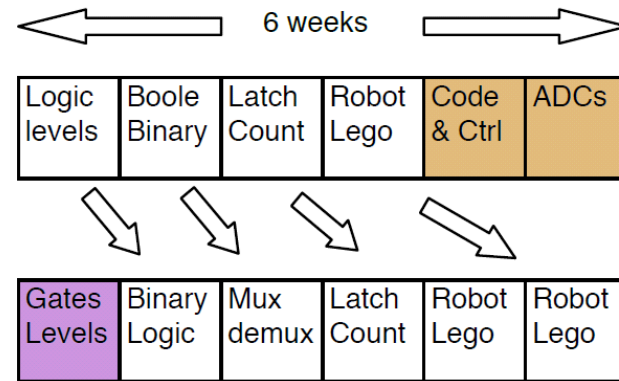 6 weeks
Logic levels
Boole Binary
Latch Count
Robot Lego
Code & Ctrl
ADCs
Gates Levels
Binary Logic
Mux demux
Latch Count
Robot Lego
Robot Lego